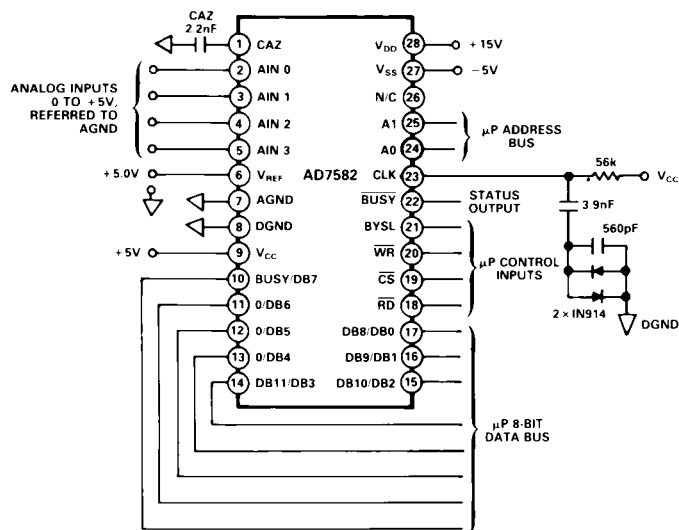 CAZ
2.2nF
1 CAZ
VDD 28 +15V
2 AIN 0
VSS 27 −5V
ANALOG INPUTS
0 TO +5V,
REFERRED TO
AGND
3 AIN 1
N/C 26
4 AIN 2
A1 25
µP ADDRESS
BUS
5 AIN 3
A0 24
+5.0V 6 VREF
AD7582
CLK 23
56k VCC
7 AGND
BUSY 22 STATUS
OUTPUT
3.9nF
8 DGND
BYSL 21
560pF
+5V 9 VCC
WR 20
µP CONTROL
INPUTS
10 BUSY/DB7
CS 19
11 0/DB6
RD 18
2 × IN914
DGND
12 0/DB5
DB8/DB0 17
13 0/DB4
DB9/DB1 16
14 DB11/DB3
DB10/DB2 15
µP 8-BIT
DATA BUS